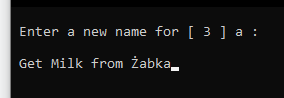 Enter a new name for [ 3 ] a :
Get Milk from Żabka